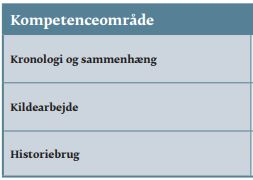 Kompetenceområde
Kronologi og sammenhæng
Kildearbejde
Historiebrug